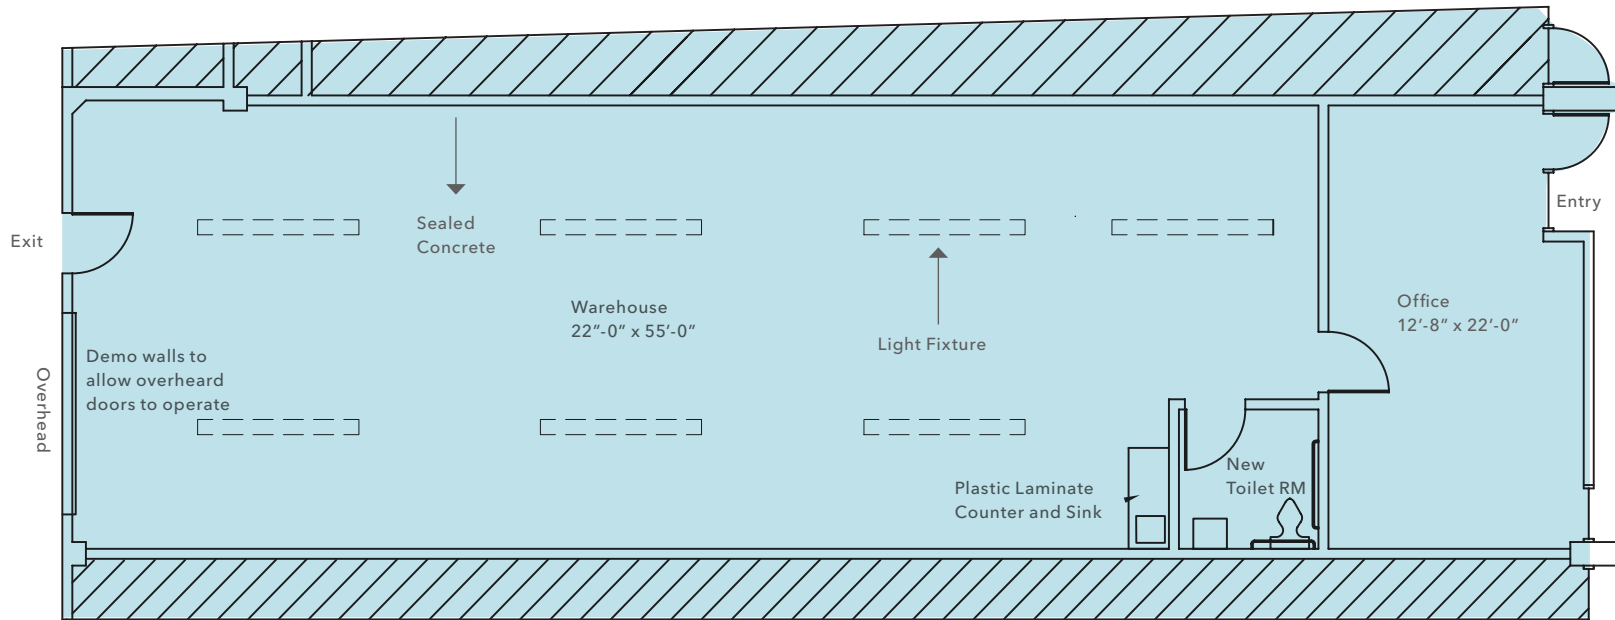 Exit
Overhead
Demo walls to
allow overheard
doors to operate
Sealed
Concrete
Warehouse
22”-0” x 55’-0”
Light Fixture
Plastic Laminate
Counter and Sink
New
Toilet RM
Office
12’-8” x 22’-0”
Entry